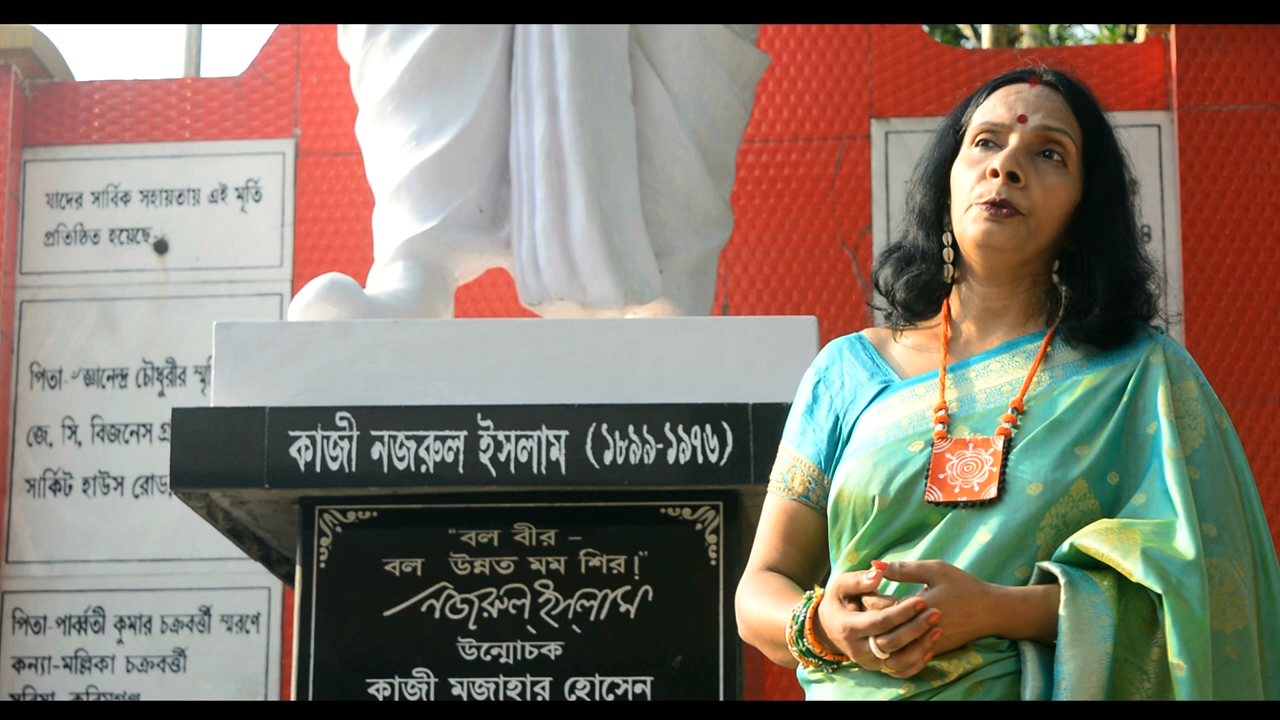 যাদের সার্বিক সহায়তায় এই মূর্তি
প্রতিষ্ঠিত হয়েছে
পিতা-৺জ্ঞানেন্দ্র চৌধুরীর
জে, সি, বিজনেস
সার্কিট হাউস রোড,
পিতা-পার্ব্বতী কুমার চক্রবর্ত্তী স্মরণে
কন্যা-মল্লিকা চক্রবর্ত্তী
কাজী নজরুল ইসলাম (১৮৯৯-১৯৭৬)
"বল বীর –
বল উন্নত মম শির!"
নজরুল ইসলাম
উন্মোচক
কাজী মজাহার হোসেন